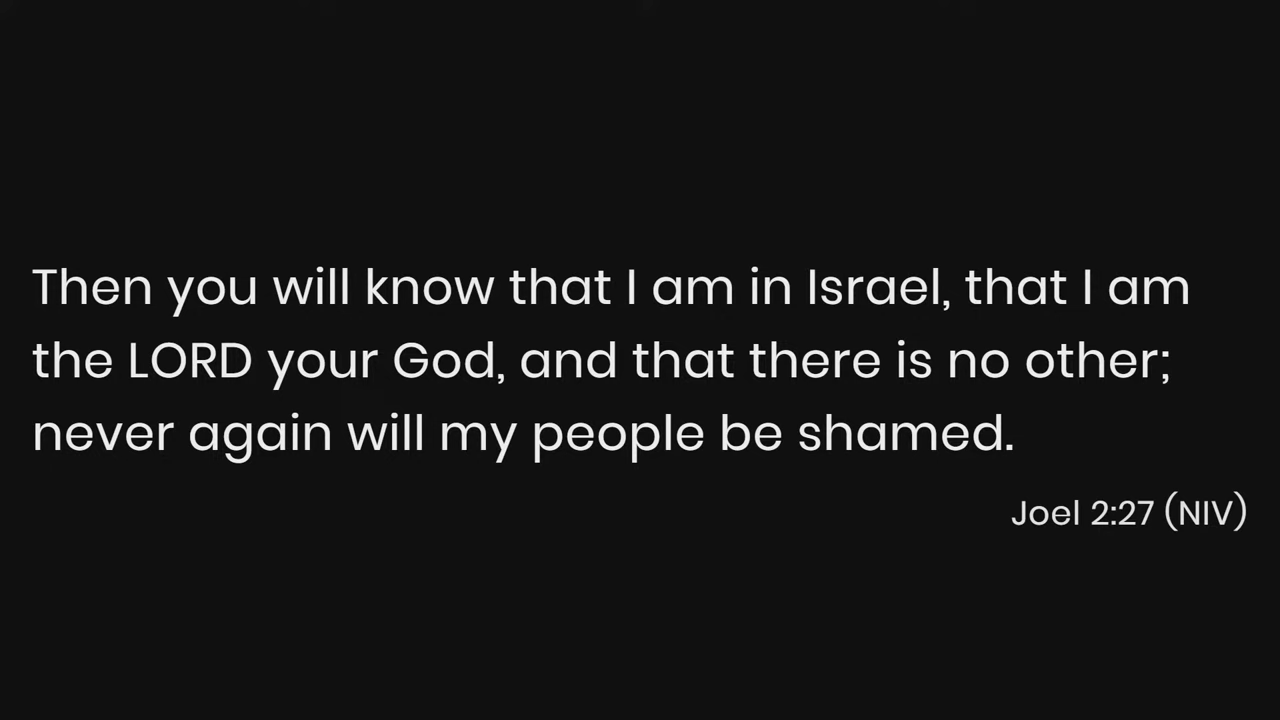 Then you will know that I am in Israel, that I am
the LORD your God, and that there is no other;
never again will my people be shamed.
Joel 2:27 (NIV)